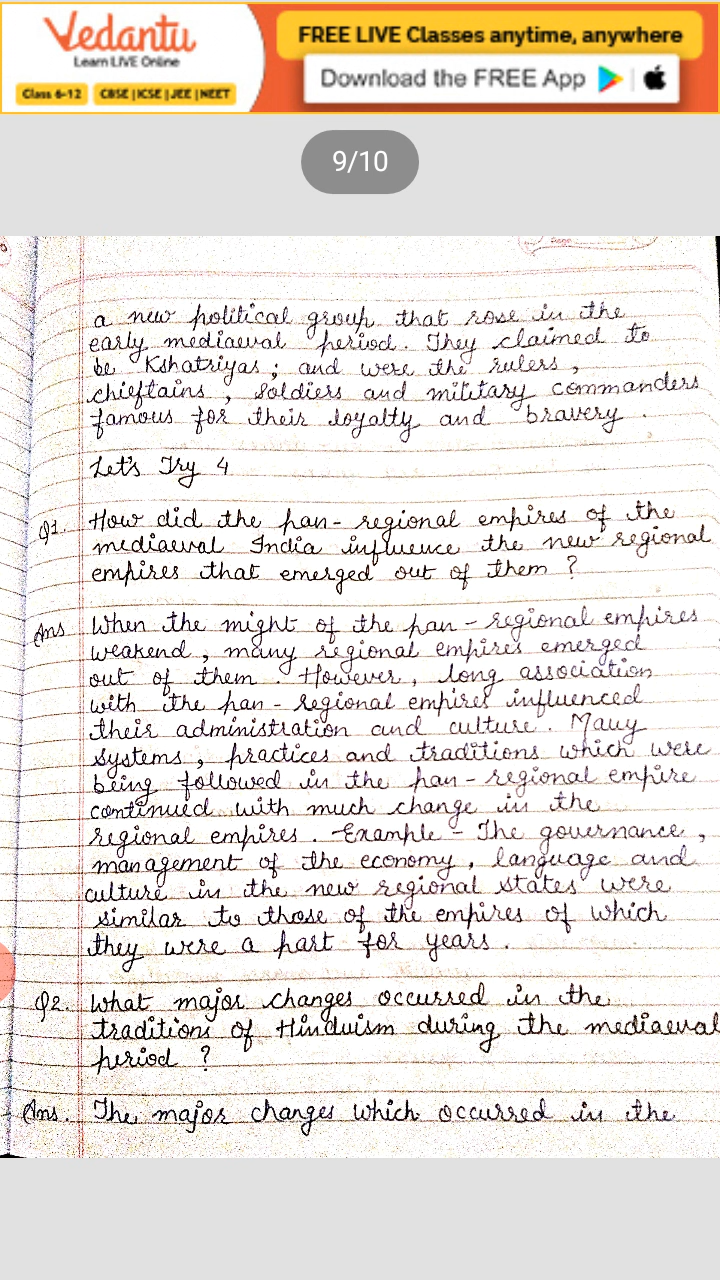 Vedantu
Learn LIVE Online
Class 6-12
CBSE | ICSE | JEE | NEET
FREE LIVE Classes anytime, anywhere
Download the FREE App
9/10
Page
a new political group that rose in the
early mediaeval period. They claimed to
be Kshatriyas; and were the rulers,
chieftains, soldiers and military commanders
famous for their loyalty and bravery.
Let's Try 4
Q1. How did the pan-regional empires of the
mediaeval India influence the new regional
empires that emerged out of them?
Ans When the might of the pan-regional empires
weakend, many regional empires emerged
out of them. However, long association
with the pan-regional empires influenced
their administration and culture. Many
systems, practices and traditions which were
being followed in the pan-regional empire
continued with much change in the
regional empires. Example - The governance,
management of the economy, language and
culture in the new regional states were
similar to those of the empires of which
they were a part for years.
Q2. What major changes occurred in the
traditions of Hinduism during the mediaeval
period?
Ans. The major changes which occurred in the